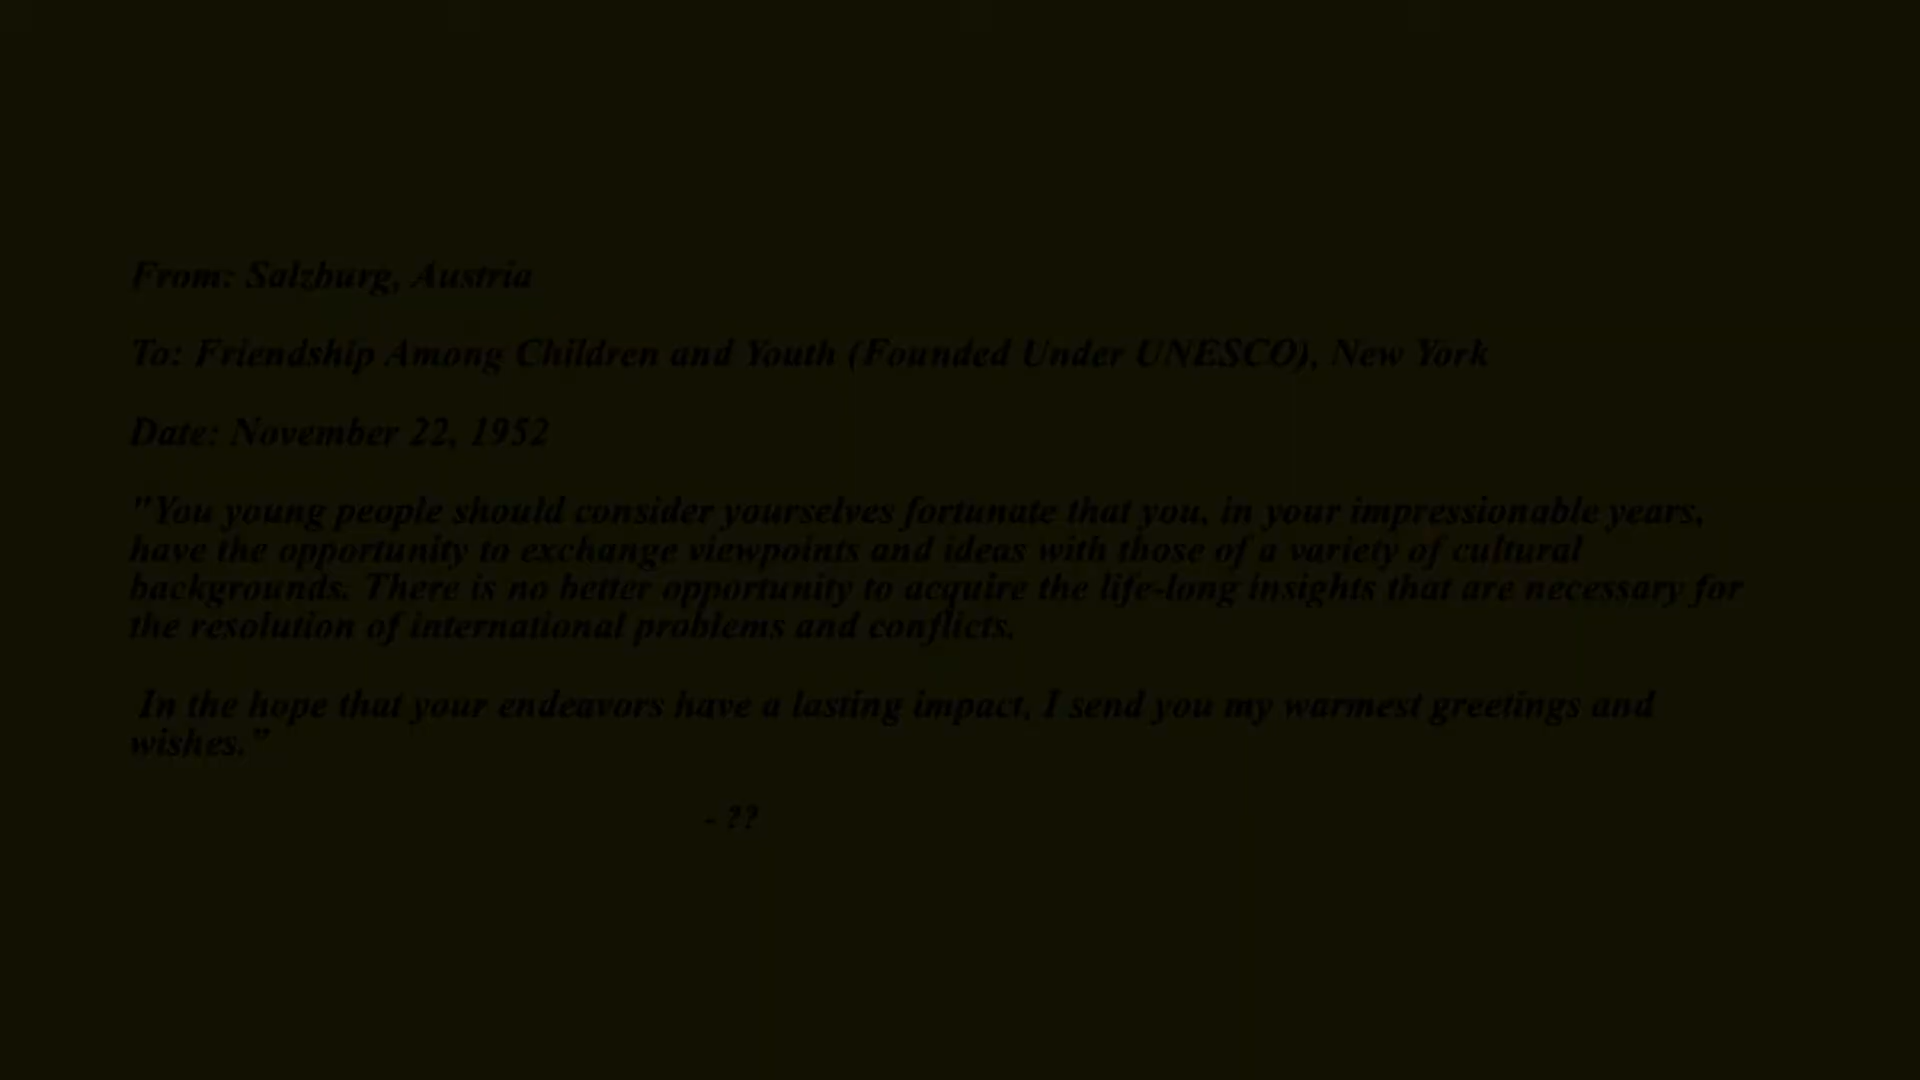 From: Salzburg, Austria
To: Friendship Among Children and Youth (Founded Under UNESCO), New York
Date: November 22, 1952
"You young people should consider yourselves fortunate that you, in your impressionable years,
have the opportunity to exchange viewpoints and ideas with those of a variety of cultural
backgrounds. There is no better opportunity to acquire the life-long insights that are necessary for
the resolution of international problems and conflicts.
In the hope that your endeavors have a lasting impact, I send you my warmest greetings and
wishes.”
- ??